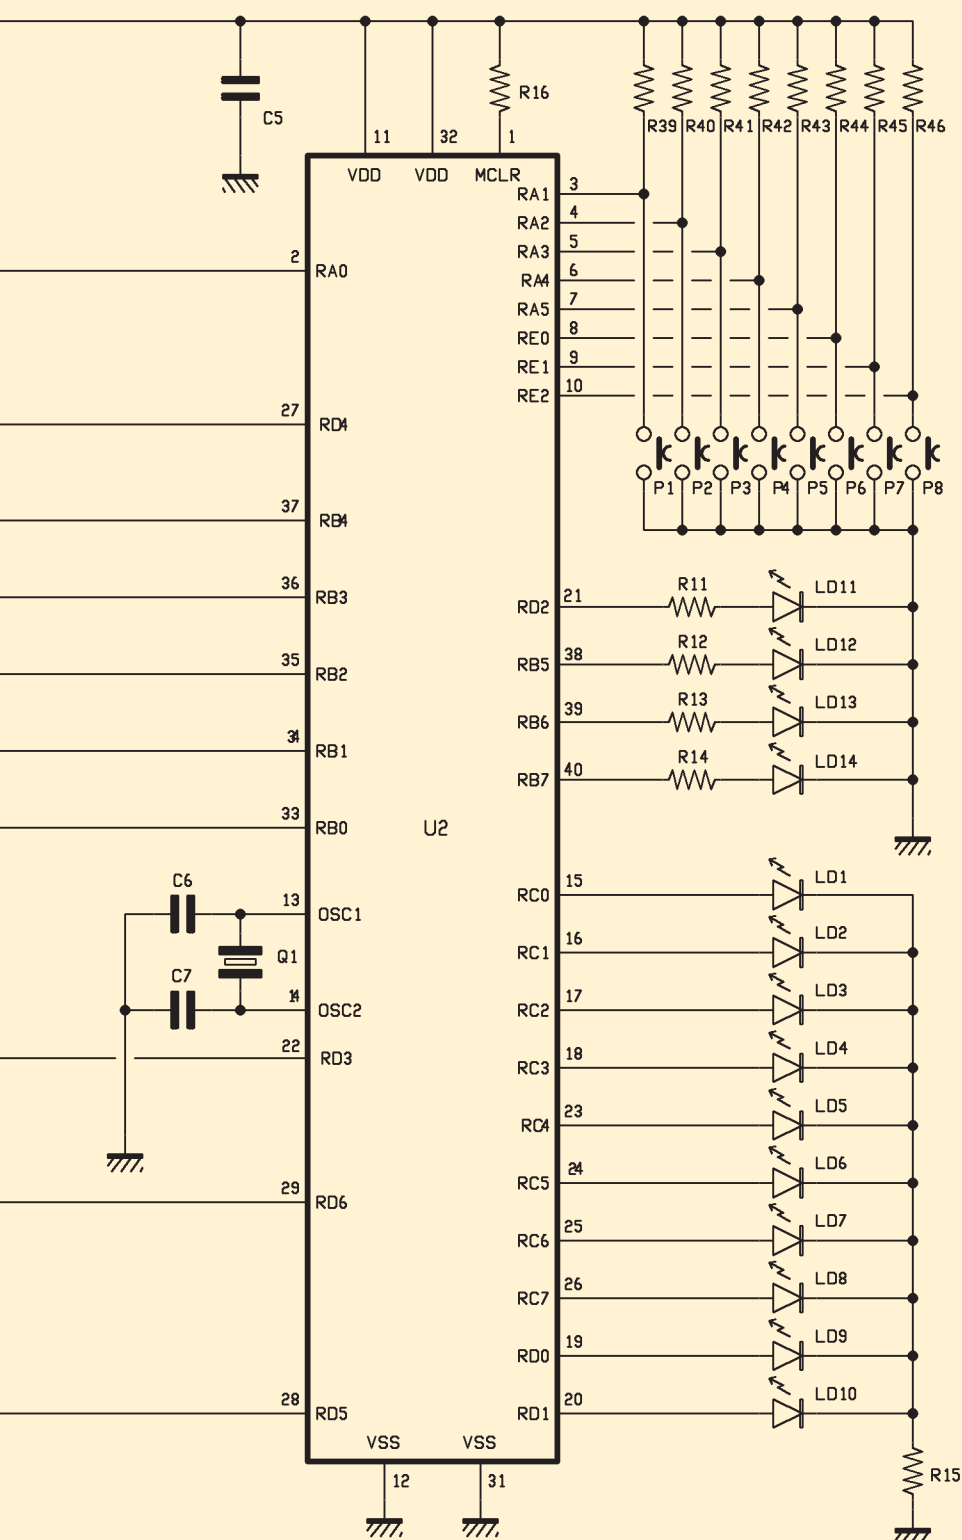 R16
C5
R39 R40 R41 R42 R43 R44 R45 R46
11 32 1
VDD VDD MCLR
3
RA1
4
RA2
5
RA3
2 6
RA0 RA4
7
RA5
8
RE0
9
RE1
10
RE2
27
RD4
P1 P2 P3 P4 P5 P6 P7 P8
37
RB4
36 21 R11 LD11
RB3 RD2
35 38 R12 LD12
RB2 RB5
39 R13 LD13
RB6
34 40 R14 LD14
RB1 RB7
33
RB0 U2
C6 15 LD1
RC0
13
OSC1
16 LD2
Q1 RC1
C7
14 17 LD3
OSC2 RC2
22 18 LD4
RD3 RC3
23 LD5
RC4
24 LD6
RC5
29
RD6
25 LD7
RC6
26 LD8
RC7
19 LD9
RD0
28 20 LD10
RD5 RD1
VSS VSS
12 31 R15